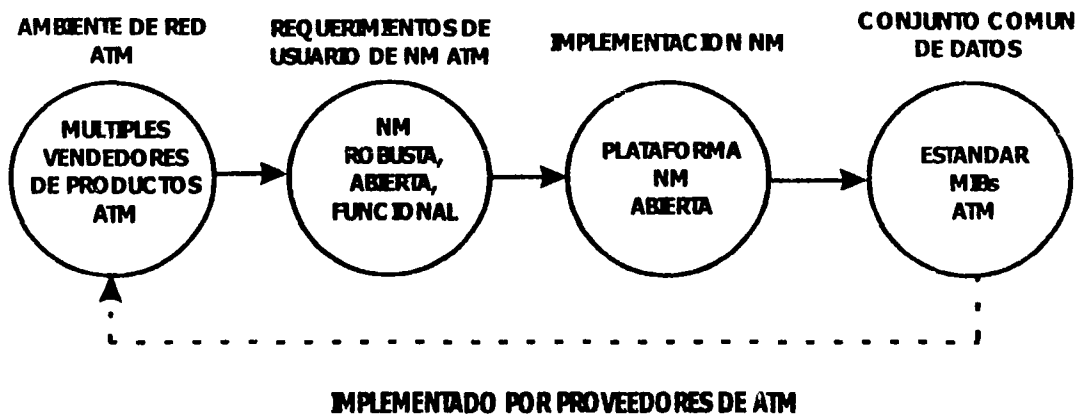 AMBIENTE DE RED
ATM
REQUERIMIENTOS DE
USUARIO DE NM ATM
IMPLEMENTACION NM
CONJUNTO COMUN
DE DATOS
MULTIPLES
VENDEDORES
DE PRODUCTOS
ATM
NM
ROBUSTA,
ABIERTA,
FUNCIONAL
PLATAFORMA
NM
ABIERTA
ESTANDAR
MIBs
ATM
IMPLEMENTADO POR PROVEEDORES DE ATM